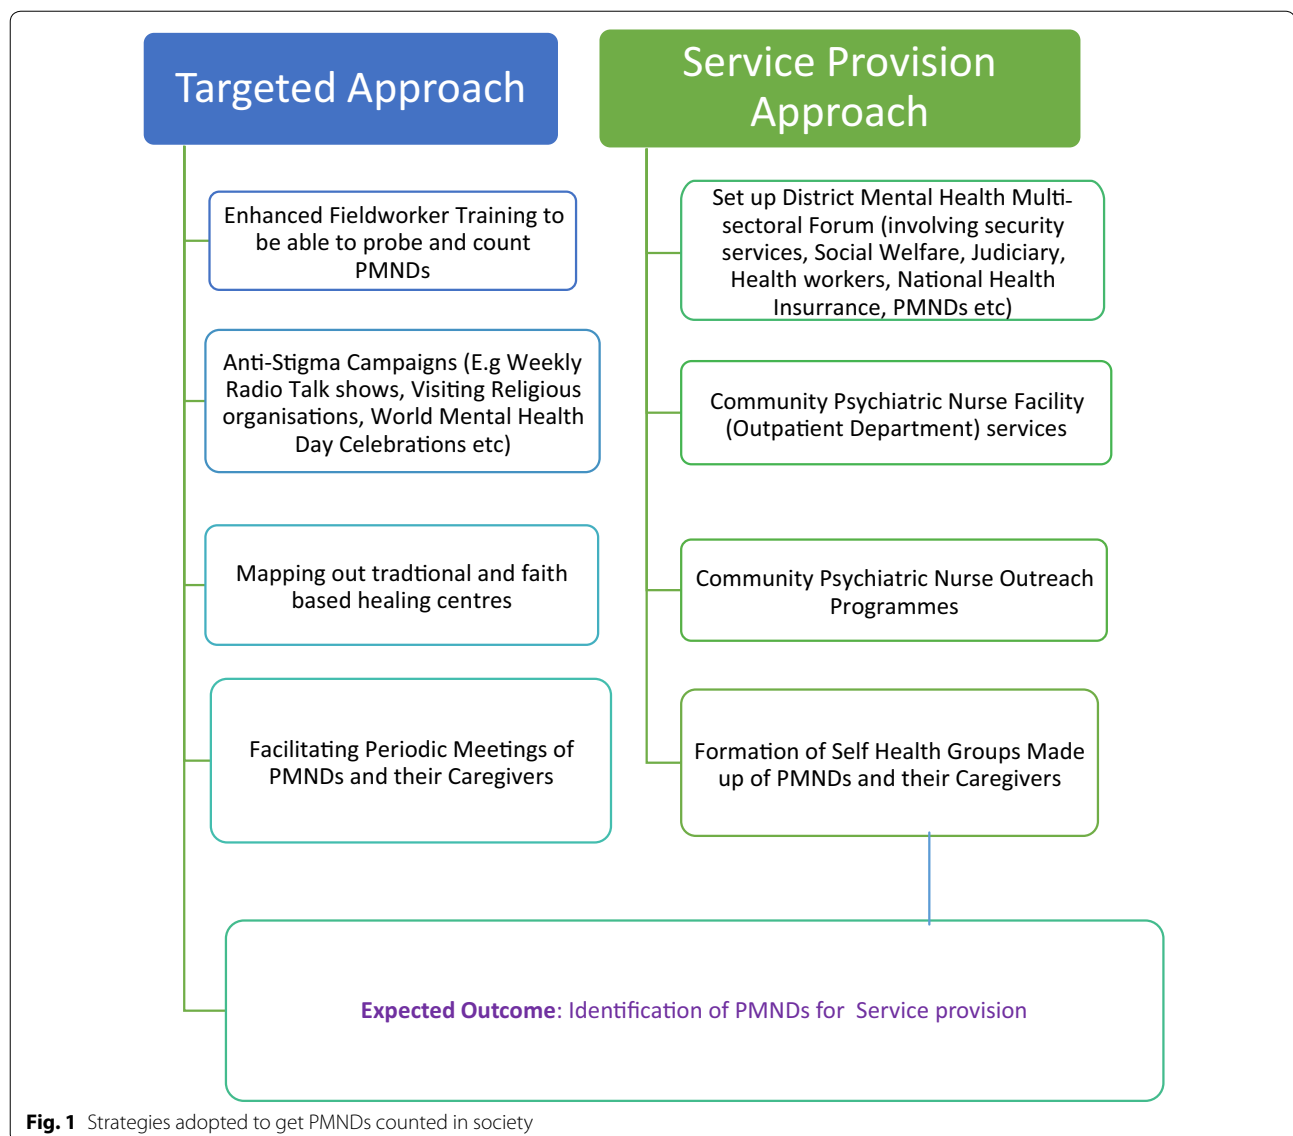 Targeted Approach
Enhanced Fieldworker Training to
be able to probe and count
PMNDs
Anti-Stigma Campaigns (E.g Weekly
Radio Talk shows, Visiting Religious
organisations, World Mental Health
Day Celebrations etc)
Mapping out tradtional and faith
based healing centres
Facilitating Periodic Meetings of
PMNDs and their Caregivers
Service Provision
Approach
Set up District Mental Health Multi-
sectoral Forum (involving security
services, Social Welfare, Judiciary,
Health workers, National Health
Insurrance, PMNDs etc)
Community Psychiatric Nurse Facility
(Outpatient Department) services
Community Psychiatric Nurse Outreach
Programmes
Formation of Self Health Groups Made
up of PMNDs and their Caregivers
Expected Outcome: Identification of PMNDs for Service provision
Fig. 1 Strategies adopted to get PMNDs counted in society